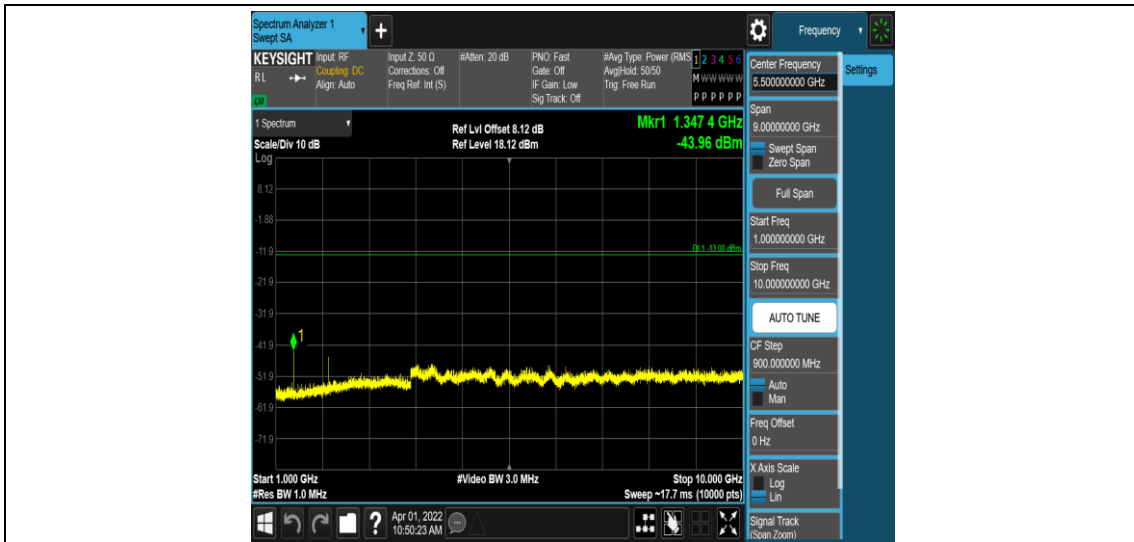 Spectrum Analyzer 1
Swept SA
+
Frequency
KEYSIGHT Input: RF Input Z: 50 Ω #Atten: 20 dB PNO: Fast #Avg Type: Power (RMS 1 2 3 4 5 6
RL Coupling: DC Corrections: Off Gate: Off Avg|Hold: 50/50 M W W W W W
Align: Auto Freq Ref: Int (S) IF Gain: Low Trig: Free Run
Sig Track: Off P P P P P P
Center Frequency
5.500000000 GHz
Settings
Span
9.00000000 GHz
Swept Span
Zero Span
Full Span
Start Freq
1.000000000 GHz
Stop Freq
10.000000000 GHz
AUTO TUNE
CF Step
900.000000 MHz
Auto
Man
Freq Offset
0 Hz
X Axis Scale
Log
Lin
Signal Track
(Span Zoom)
1 Spectrum
Scale/Div 10 dB
Ref Lvl Offset 8.12 dB
Ref Level 18.12 dBm
Mkr1 1.347 4 GHz
-43.96 dBm
Log
8.12
-1.88
-11.9
DL1 -13.00 dBm
-21.9
-31.9
1
-41.9
-51.9
-61.9
-71.9
Start 1.000 GHz #Video BW 3.0 MHz Stop 10.000 GHz
#Res BW 1.0 MHz Sweep ~17.7 ms (10000 pts)
?
Apr 01, 2022
10:50:23 AM